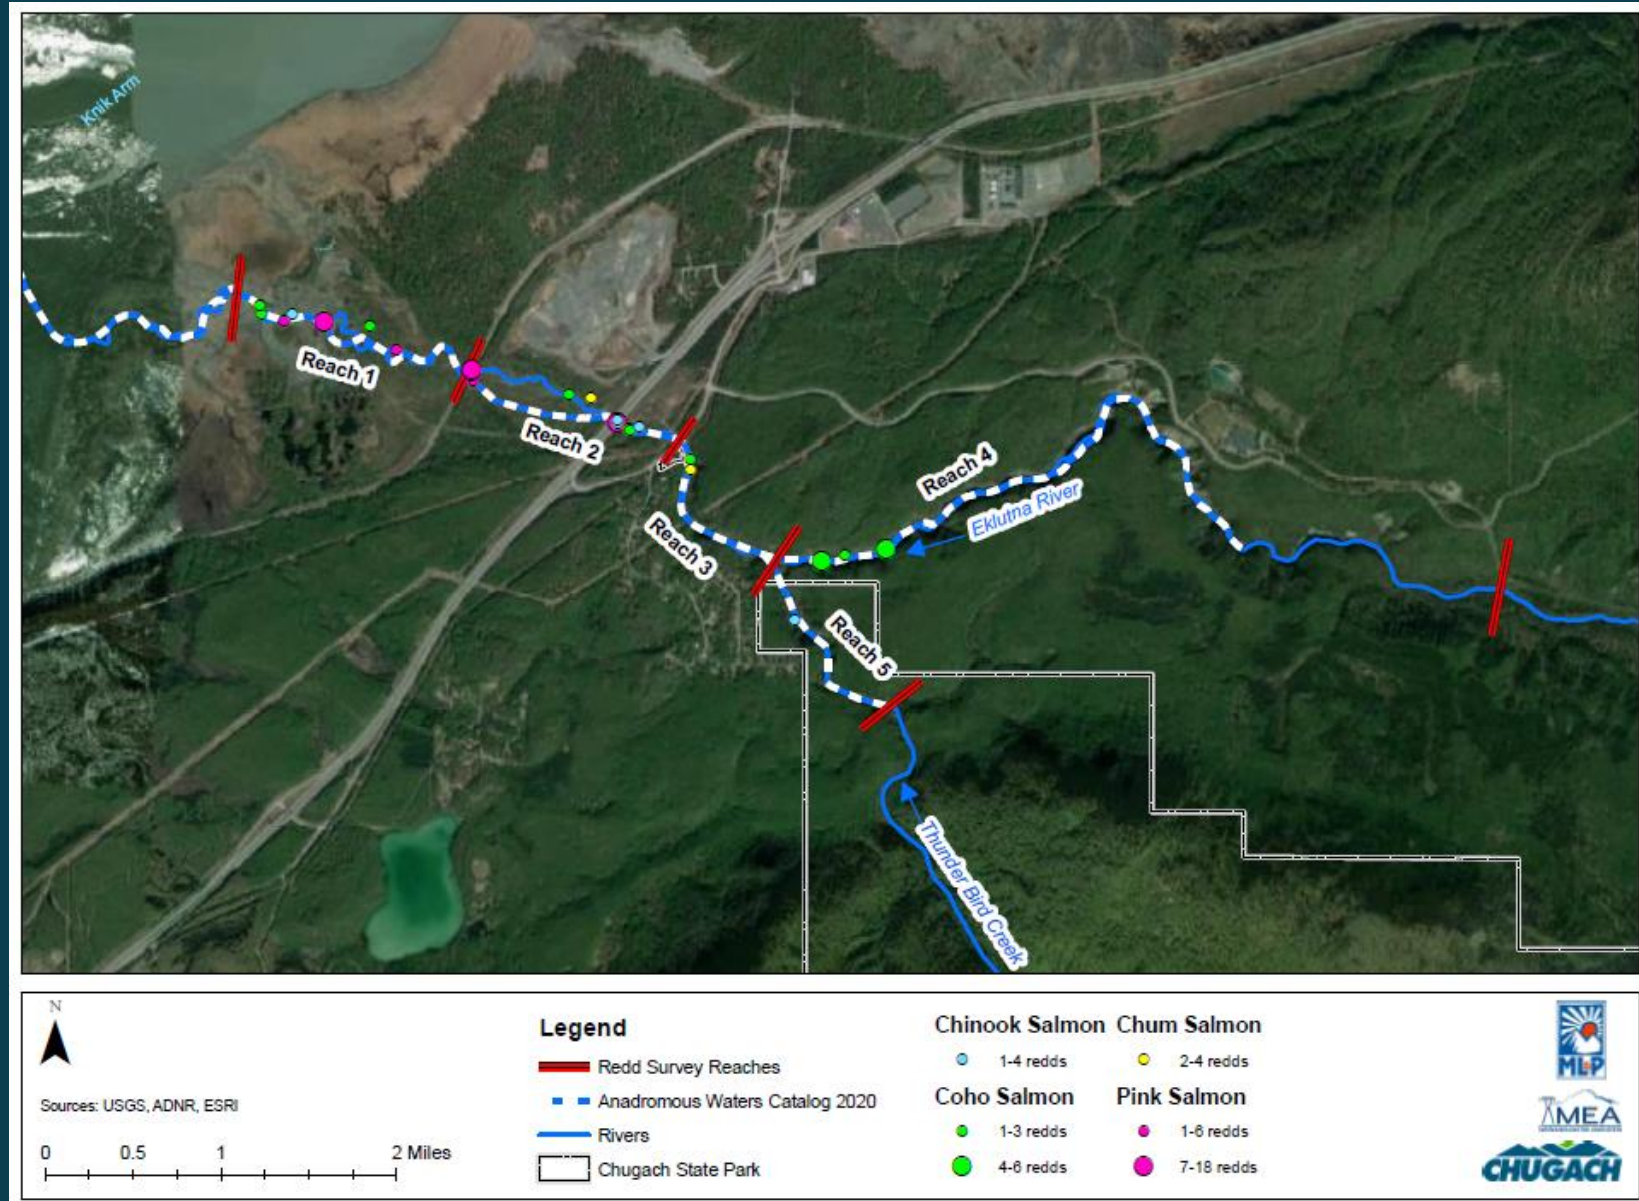 Knik Arm
Reach 1
Reach 2
Reach 3
Reach 4
Eklutna River
Reach 5
Thunder Bird Creek
N
Sources: USGS, ADNR, ESRI
0 0.5 1 2 Miles
Legend
Redd Survey Reaches
Anadromous Waters Catalog 2020
Rivers
Chugach State Park
Chinook Salmon
1-4 redds
Coho Salmon
1-3 redds
4-6 redds
Chum Salmon
2-4 redds
Pink Salmon
1-6 redds
7-18 redds
ML&P
MEA
CHUGACH